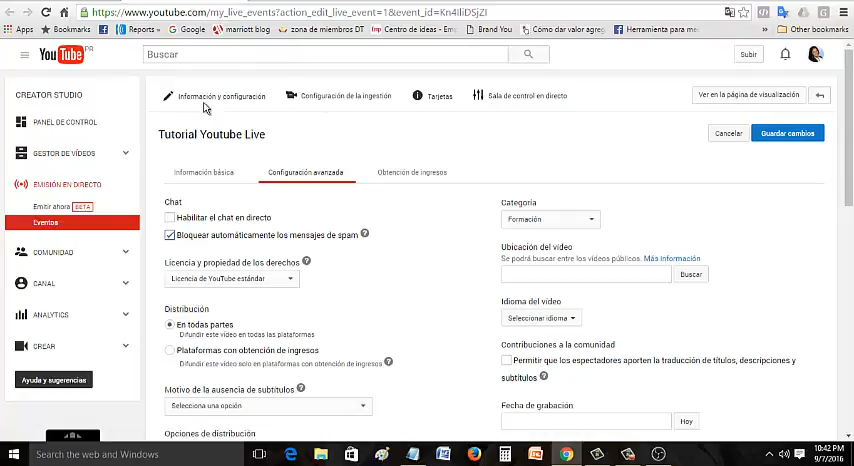 https://www.youtube.com/my_live_events?action_edit_live_event=1&event_id=Kn4IliDSjZI
Apps Bookmarks Reports » Google marriott blog zona de miembros DT Centro de ideas - Emp Brand You Cómo dar valor agreg Herramienta para me » Other bookmarks
YouTube PR
Buscar
Subir
CREATOR STUDIO
PANEL DE CONTROL
GESTOR DE VÍDEOS
EMISIÓN EN DIRECTO
Emitir ahora BETA
Eventos
COMUNIDAD
CANAL
ANALYTICS
CREAR
Ayuda y sugerencias
Información y configuración Configuración de la ingestión Tarjetas Sala de control en directo Ver en la página de visualización
Tutorial Youtube Live
Cancelar Guardar cambios
Información básica Configuración avanzada Obtención de ingresos
Chat
Habilitar el chat en directo
Bloquear automáticamente los mensajes de spam ?
Licencia y propiedad de los derechos ?
Licencia de YouTube estándar
Distribución
En todas partes
Difundir este vídeo en todas las plataformas
Plataformas con obtención de ingresos
Difundir este vídeo solo en plataformas con obtención de ingresos ?
Motivo de la ausencia de subtítulos ?
Selecciona una opción
Opciones de distribución
Categoría
Formación
Ubicación del vídeo
Se podrá buscar entre los vídeos públicos. Más información
Buscar
Idioma del vídeo
Seleccionar idioma
Contribuciones a la comunidad
Permitir que los espectadores aporten la traducción de títulos, descripciones y
subtítulos ?
Fecha de grabación
Hoy
Search the web and Windows
10:42 PM
9/7/2016